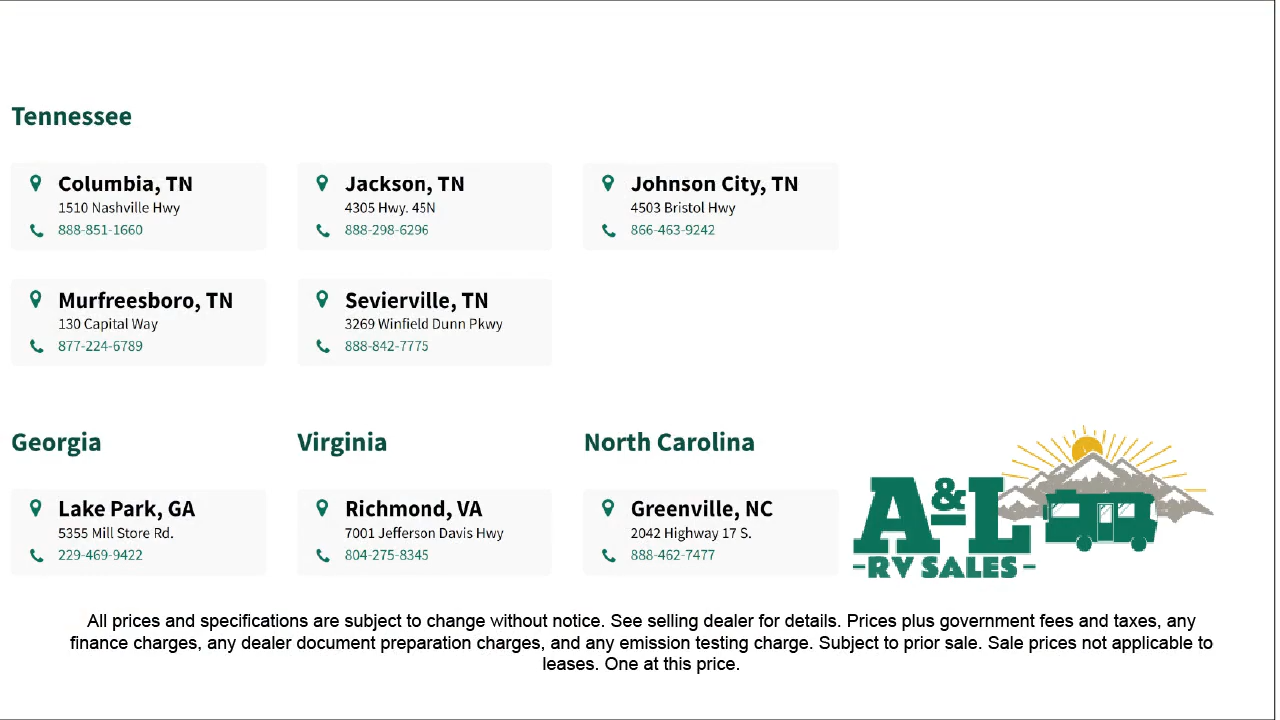 Tennessee
Columbia, TN
1510 Nashville Hwy
888-851-1660
Jackson, TN
4305 Hwy. 45N
888-298-6296
Johnson City, TN
4503 Bristol Hwy
866-463-9242
Murfreesboro, TN
130 Capital Way
877-224-6789
Sevierville, TN
3269 Winfield Dunn Pkwy
888-842-7775
Georgia
Lake Park, GA
5355 Mill Store Rd.
229-469-9422
Virginia
Richmond, VA
7001 Jefferson Davis Hwy
804-275-8345
North Carolina
Greenville, NC
2042 Highway 17 S.
888-462-7477
A&L
-RV SALES-
All prices and specifications are subject to change without notice. See selling dealer for details. Prices plus government fees and taxes, any
finance charges, any dealer document preparation charges, and any emission testing charge. Subject to prior sale. Sale prices not applicable to
leases. One at this price.